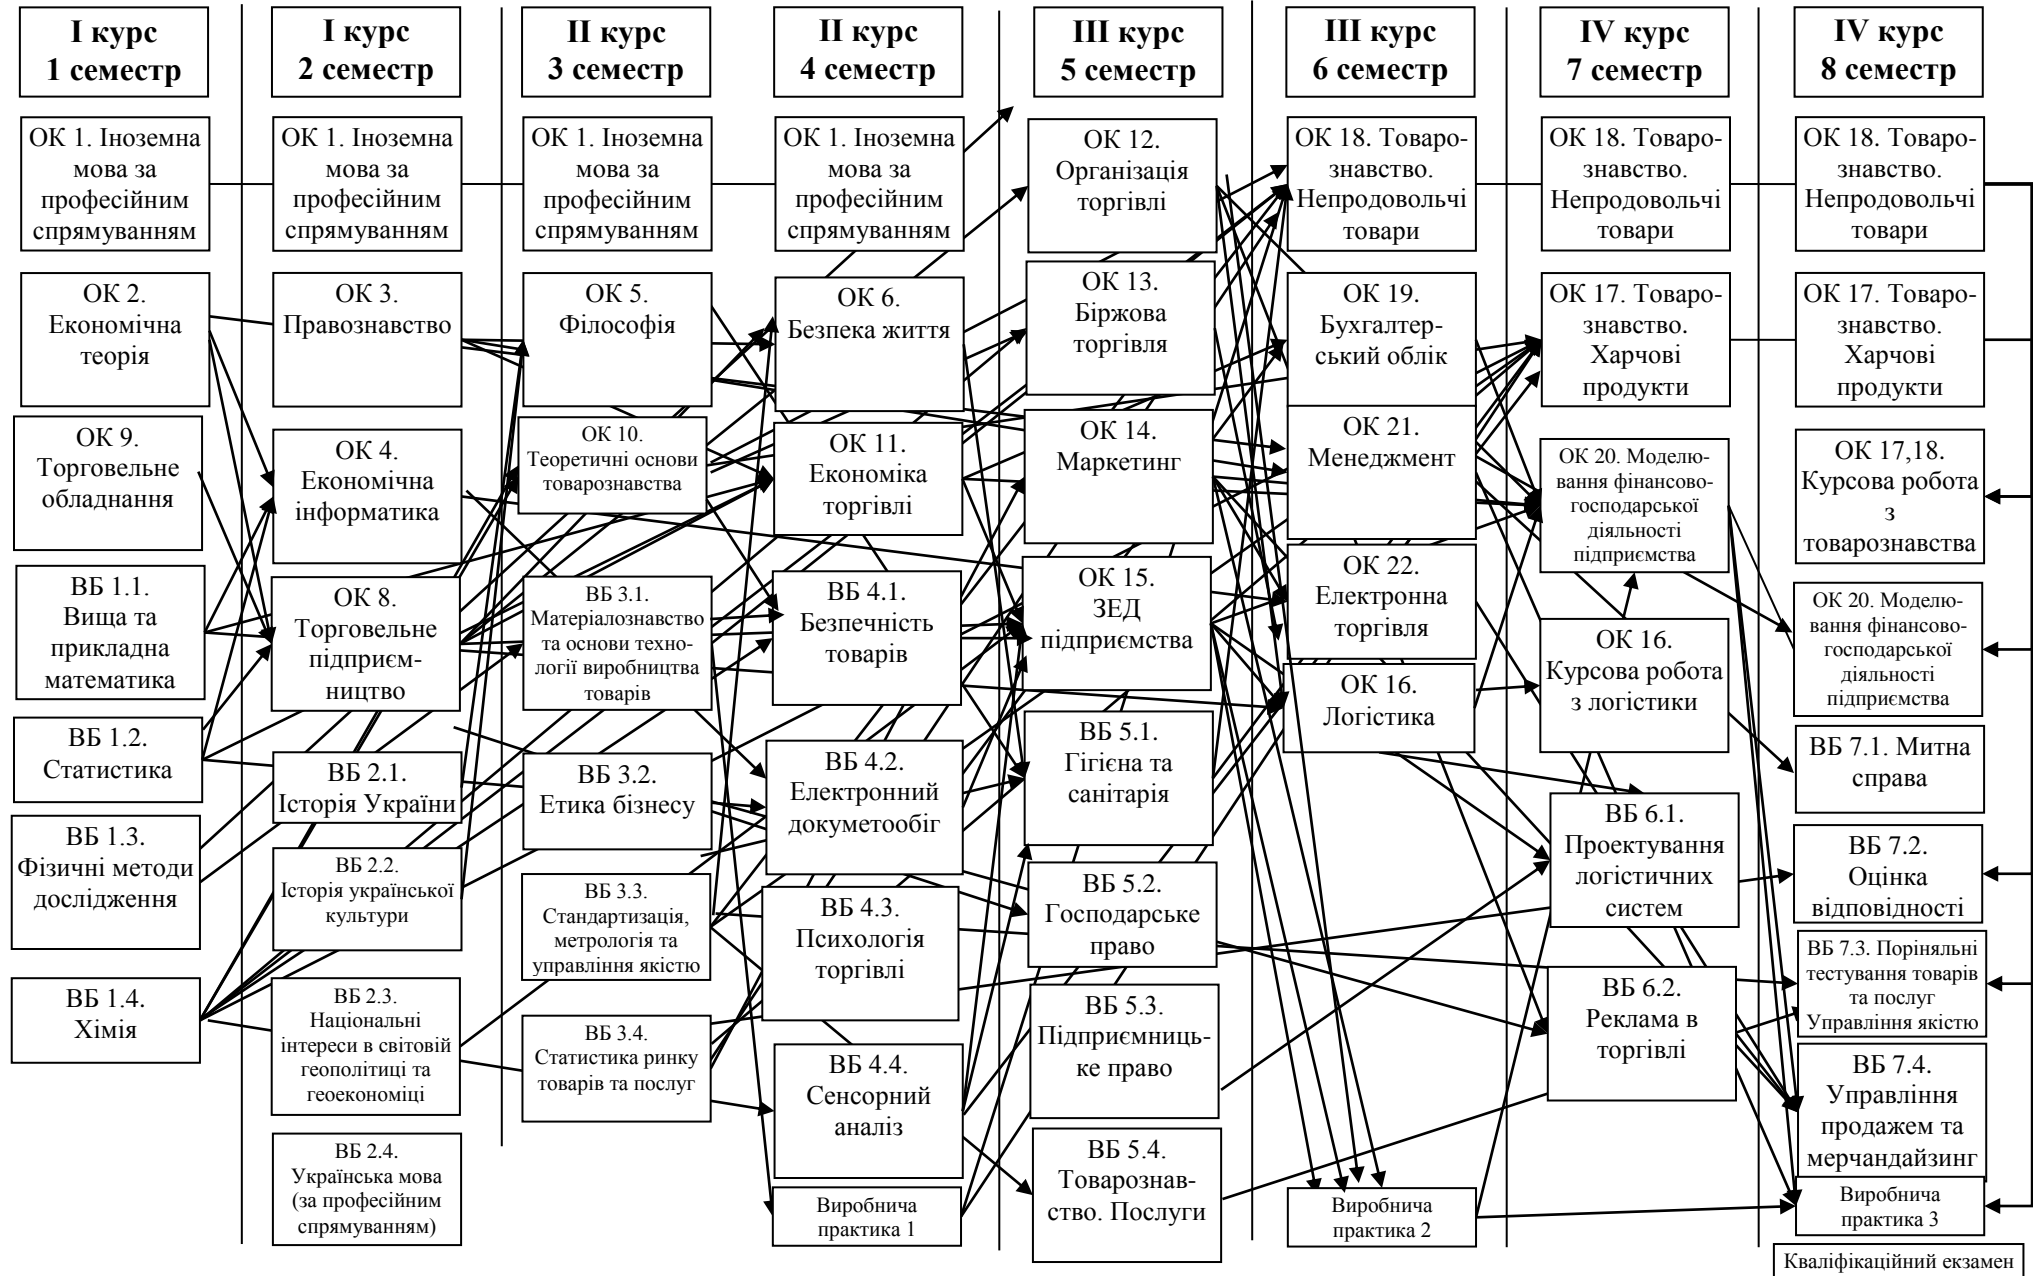 І курс
1 семестр
І курс
2 семестр
ІІ курс
3 семестр
ІІ курс
4 семестр
ІІІ курс
5 семестр
ІІІ курс
6 семестр
ІV курс
7 семестр
ІV курс
8 семестр
ОК 1. Іноземна
мова за
професійним
спрямуванням
ОК 2.
Економічна
теорія
ОК 9.
Торговельне
обладнання
ВБ 1.1.
Вища та
прикладна
математика
ВБ 1.2.
Статистика
ВБ 1.3.
Фізичні методи
дослідження
ВБ 1.4.
Хімія
ОК 1. Іноземна
мова за
професійним
спрямуванням
ОК 3.
Правознавство
ОК 4.
Економічна
інформатика
ОК 8.
Торговельне
підприєм-
ництво
ВБ 2.1.
Історія України
ВБ 2.2.
Історія української
культури
ВБ 2.3.
Національні
інтереси в світовій
геополітиці та
геоекономіці
ВБ 2.4.
Українська мова
(за професійним
спрямуванням)
ОК 1. Іноземна
мова за
професійним
спрямуванням
ОК 5.
Філософія
ОК 10.
Теоретичні основи
товарознавства
ВБ 3.1.
Матеріалознавство
та основи техно-
логії виробництва
товарів
ВБ 3.2.
Етика бізнесу
ВБ 3.3.
Стандартизація,
метрологія та
управління якістю
ВБ 3.4.
Статистика ринку
товарів та послуг
ОК 1. Іноземна
мова за
професійним
спрямуванням
ОК 6.
Безпека життя
ОК 11.
Економіка
торгівлі
ВБ 4.1.
Безпечність
товарів
ВБ 4.2.
Електронний
докуметообіг
ВБ 4.3.
Психологія
торгівлі
ВБ 4.4.
Сенсорний
аналіз
Виробнича
практика 1
ОК 12.
Організація
торгівлі
ОК 13.
Біржова
торгівля
ОК 14.
Маркетинг
ОК 15.
ЗЕД
підприємства
ВБ 5.1.
Гігієна та
санітарія
ВБ 5.2.
Господарське
право
ВБ 5.3.
Підприємниць-
ке право
ВБ 5.4.
Товарознав-
ство. Послуги
ОК 18. Товаро-
знавство.
Непродовольчі
товари
ОК 19.
Бухгалтер-
ський облік
ОК 21.
Менеджмент
ОК 22.
Електронна
торгівля
ОК 16.
Логістика
Виробнича
практика 2
ОК 18. Товаро-
знавство.
Непродовольчі
товари
ОК 17. Товаро-
знавство.
Харчові
продукти
ОК 20. Моделю-
вання фінансово-
господарської
діяльності
підприємства
ОК 16.
Курсова робота
з логістики
ВБ 6.1.
Проектування
логістичних
систем
ВБ 6.2.
Реклама в
торгівлі
ОК 18. Товаро-
знавство.
Непродовольчі
товари
ОК 17. Товаро-
знавство.
Харчові
продукти
ОК 17,18.
Курсова робота
з
товарознавства
ОК 20. Моделю-
вання фінансово-
господарської
діяльності
підприємства
ВБ 7.1. Митна
справа
ВБ 7.2.
Оцінка
відповідності
ВБ 7.3. Поріняльні
тестування товарів
та послуг
Управління якістю
ВБ 7.4.
Управління
продажем та
мерчандайзинг
Виробнича
практика 3
Кваліфікаційний екзамен